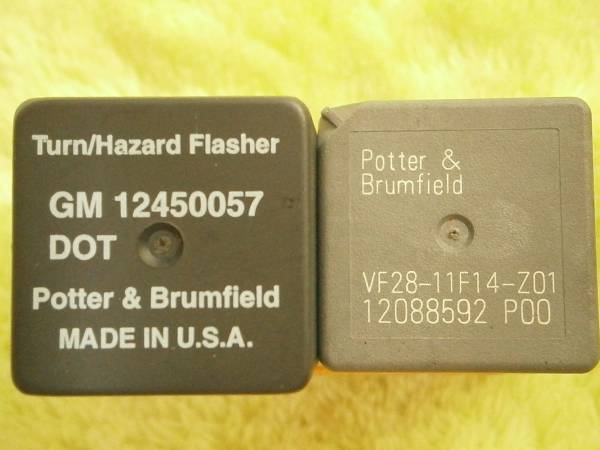 Turn/Hazard Flasher
GM 12450057
DOT
Potter & Brumfield
MADE IN U.S.A.
Potter &
Brumfield
VF28-11F14-Z01
12088592 P00